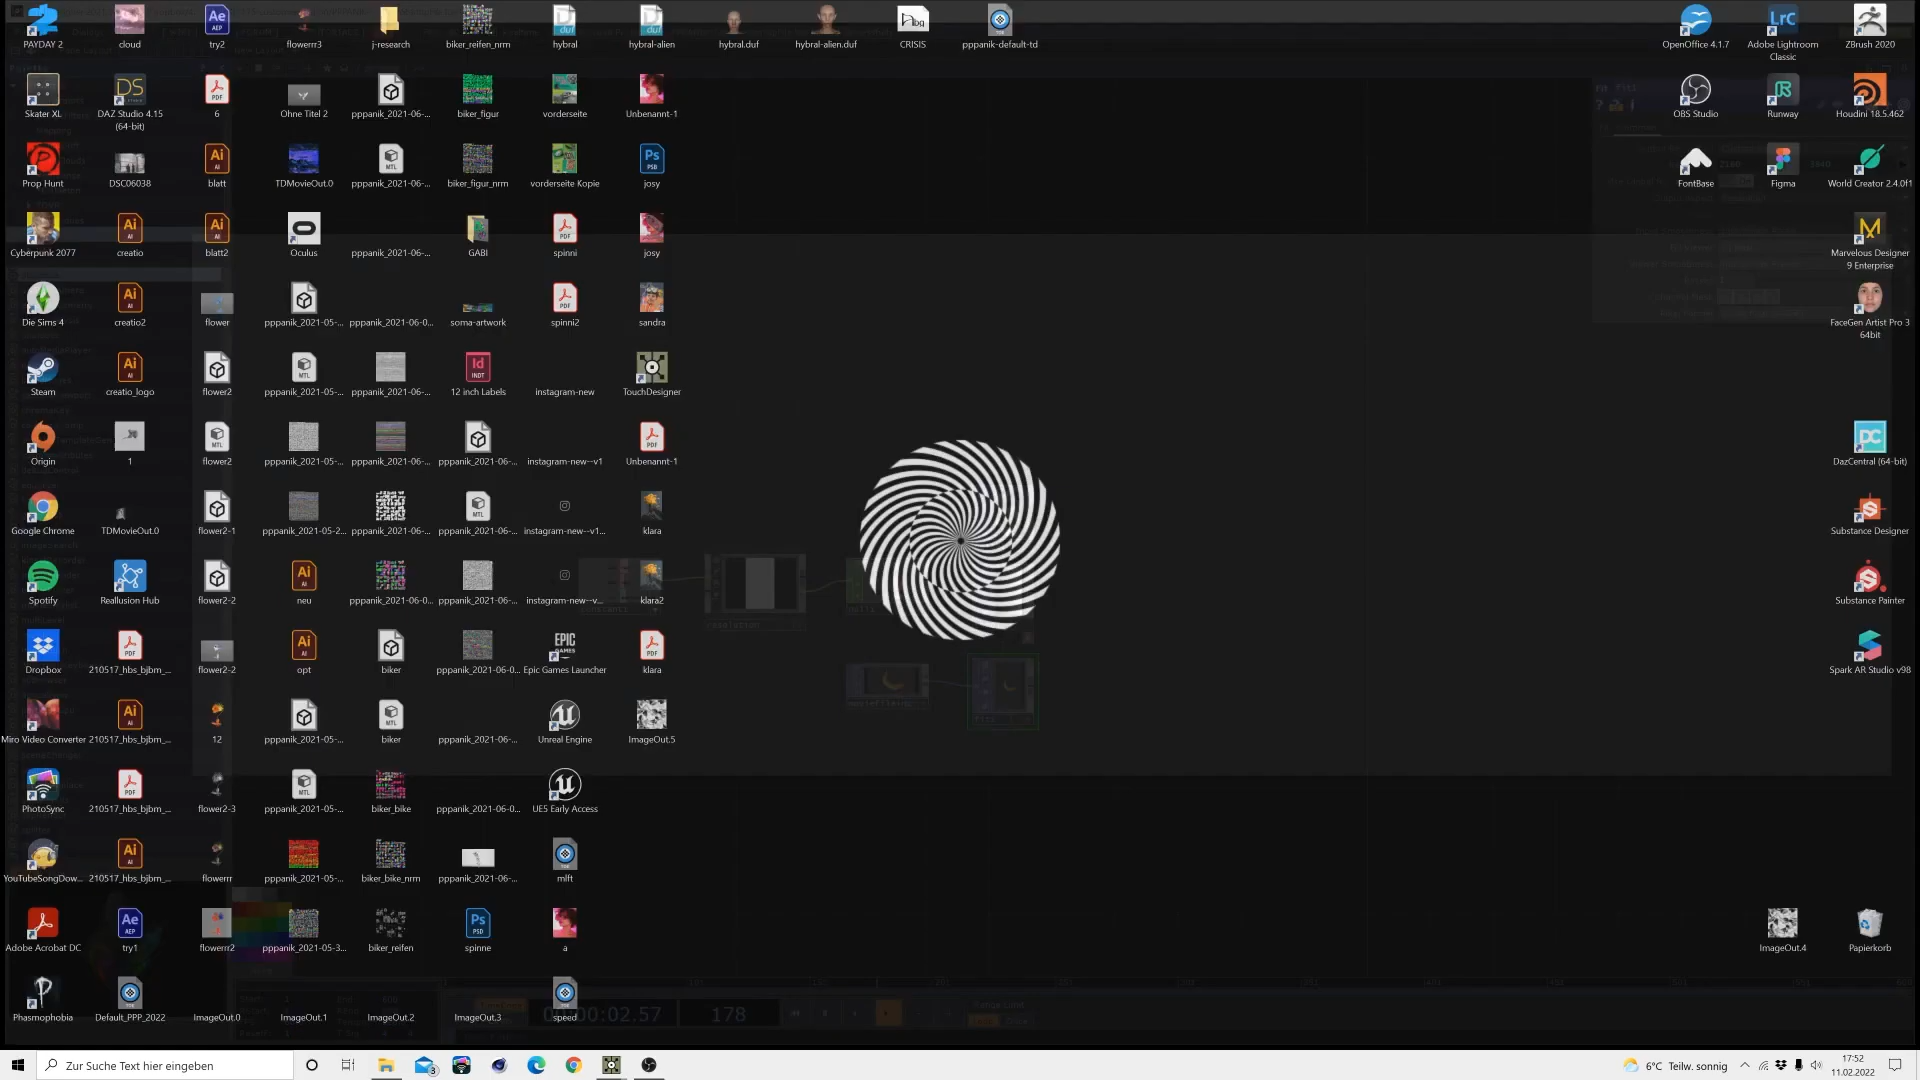 PAYDAY 2
cloud
try2
flowerrr3
j-research
biker_reifen_nrm
hybral
hybral-alien
hybral.duf
hybral-alien.duf
CRISIS
pppanik-default-td
OpenOffice 4.1.7
Adobe Lightroom
Classic
ZBrush 2020
Skater XL
DAZ Studio 4.15
(64-bit)
6
Ohne Titel 2
pppanik_2021-06-...
biker_figur
vorderseite
Unbenannt-1
OBS Studio
Runway
Houdini 18.5.462
Prop Hunt
DSC06038
blatt
TDMovieOut.0
pppanik_2021-06-...
biker_figur_nrm
vorderseite Kopie
josy
FontBase
Figma
World Creator 2.4.0f1
Cyberpunk 2077
creatio
blatt2
Oculus
pppanik_2021-06-...
GABI
spinni
josy
Marvelous Designer
9 Enterprise
Die Sims 4
creatio2
flower
pppanik_2021-05-...
pppanik_2021-06-0...
soma-artwork
spinni2
sandra
FaceGen Artist Pro 3
64bit
Steam
creatio_logo
flower2
pppanik_2021-05-...
pppanik_2021-06-...
12 inch Labels
instagram-new
TouchDesigner
Origin
1
flower2
pppanik_2021-05-...
pppanik_2021-06-...
pppanik_2021-06-...
instagram-new--v1
Unbenannt-1
DazCentral (64-bit)
Google Chrome
TDMovieOut.0
flower2-1
pppanik_2021-05-2...
pppanik_2021-06-...
pppanik_2021-06-...
instagram-new--v1...
klara
Substance Designer
Spotify
Reallusion Hub
flower2-2
neu
pppanik_2021-06-0...
pppanik_2021-06-...
instagram-new--v...
klara2
Substance Painter
Dropbox
210517_hbs_bjbm_...
flower2-2
opt
biker
pppanik_2021-06-0...
EPIC
GAMES
Epic Games Launcher
klara
Spark AR Studio v98
Miro Video Converter
210517_hbs_bjbm_...
12
pppanik_2021-05-...
biker
pppanik_2021-06-...
Unreal Engine
ImageOut.5
PhotoSync
210517_hbs_bjbm_...
flower2-3
pppanik_2021-05-...
biker_bike
pppanik_2021-06-0...
UE5 Early Access
YouTubeSongDow...
210517_hbs_bjbm_...
flowerrr
pppanik_2021-05-...
biker_bike_nrm
pppanik_2021-06-...
mlft
Adobe Acrobat DC
try1
flowerrr2
pppanik_2021-05-3...
biker_reifen
spinne
a
ImageOut.4
Papierkorb
Phasmophobia
Default_PPP_2022
ImageOut.0
ImageOut.1
ImageOut.2
ImageOut.3
speed
00:00:02.57
178
Zur Suche Text hier eingeben
3
6°C Teilw. sonnig
17:52
11.02.2022